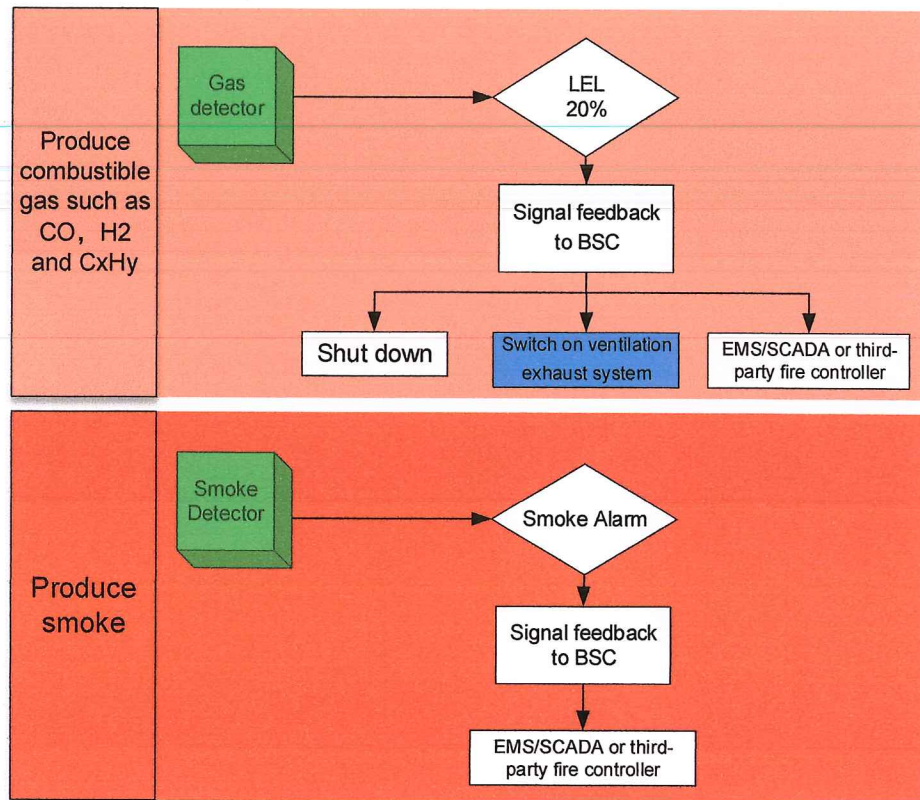 Produce
combustible
gas such as
CO, H2
and CxHy
Gas
detector
LEL
20%
Signal feedback
to BSC
Shut down
Switch on ventilation
exhaust system
EMS/SCADA or third-
party fire controller
Produce
smoke
Smoke
Detector
Smoke Alarm
Signal feedback
to BSC
EMS/SCADA or third-
party fire controller